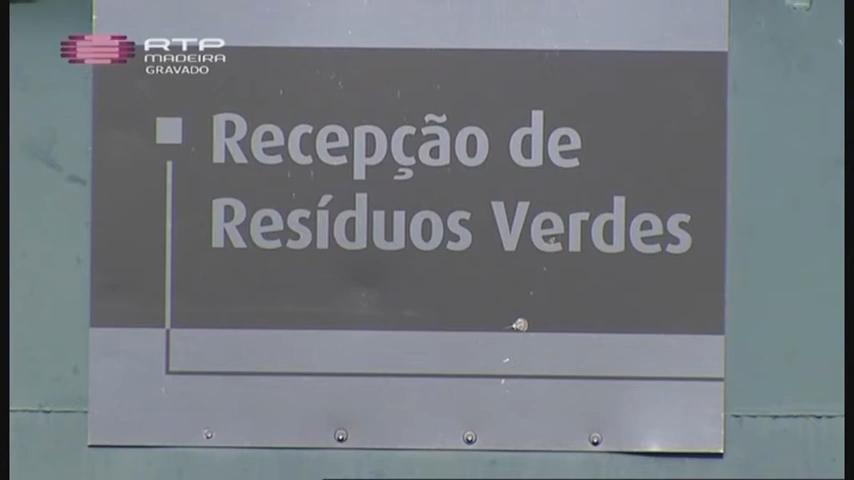 RTP
MADEIRA
GRAVADO
Recepção de
Resíduos Verdes